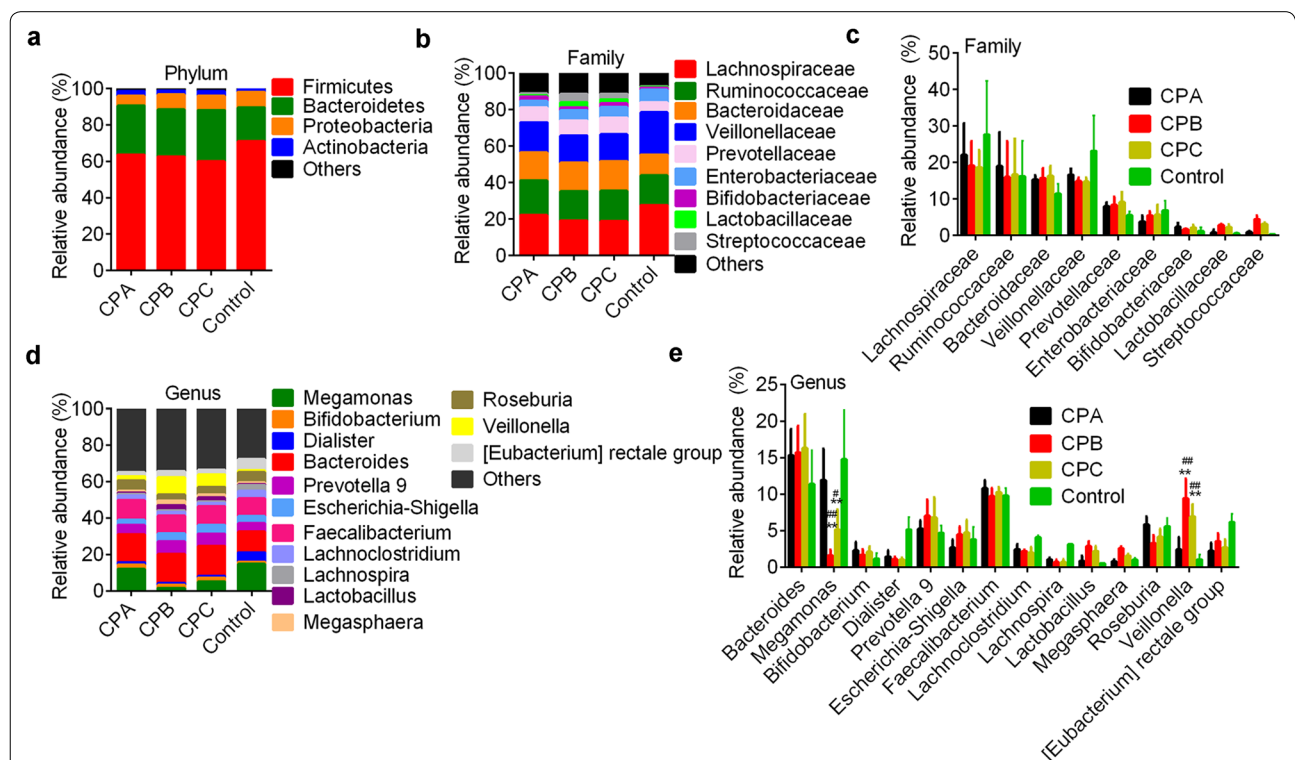 a
Phylum
Relative abundance (%)
100
80
60
40
20
0
CPA
CPB
CPC
Control
Firmicutes
Bacteroidetes
Proteobacteria
Actinobacteria
Others
b
Family
Relative abundance (%)
100
80
60
40
20
0
CPA
CPB
CPC
Control
Lachnospiraceae
Ruminococcaceae
Bacteroidaceae
Veillonellaceae
Prevotellaceae
Enterobacteriaceae
Bifidobacteriaceae
Lactobacillaceae
Streptococcaceae
Others
c
Family
Relative abundance (%)
50
40
30
20
10
0
CPA
CPB
CPC
Control
Lachnospiraceae
Ruminococcaceae
Bacteroidaceae
Veillonellaceae
Prevotellaceae
Enterobacteriaceae
Bifidobacteriaceae
Lactobacillaceae
Streptococcaceae
d
Genus
Relative abundance (%)
100
80
60
40
20
0
CPA
CPB
CPC
Control
Megamonas
Bifidobacterium
Dialister
Bacteroides
Prevotella 9
Escherichia-Shigella
Faecalibacterium
Lachnoclostridium
Lachnospira
Lactobacillus
Megasphaera
Roseburia
Veillonella
[Eubacterium] rectale group
Others
e
Genus
Relative abundance (%)
25
20
15
10
5
0
##
**
#
**
##
**
##
**
CPA
CPB
CPC
Control
Bacteroides
Megamonas
Bifidobacterium
Dialister
Prevotella 9
Escherichia-Shigella
Faecalibacterium
Lachnoclostridium
Lachnospira
Lactobacillus
Megasphaera
Roseburia
Veillonella
[Eubacterium] rectale group